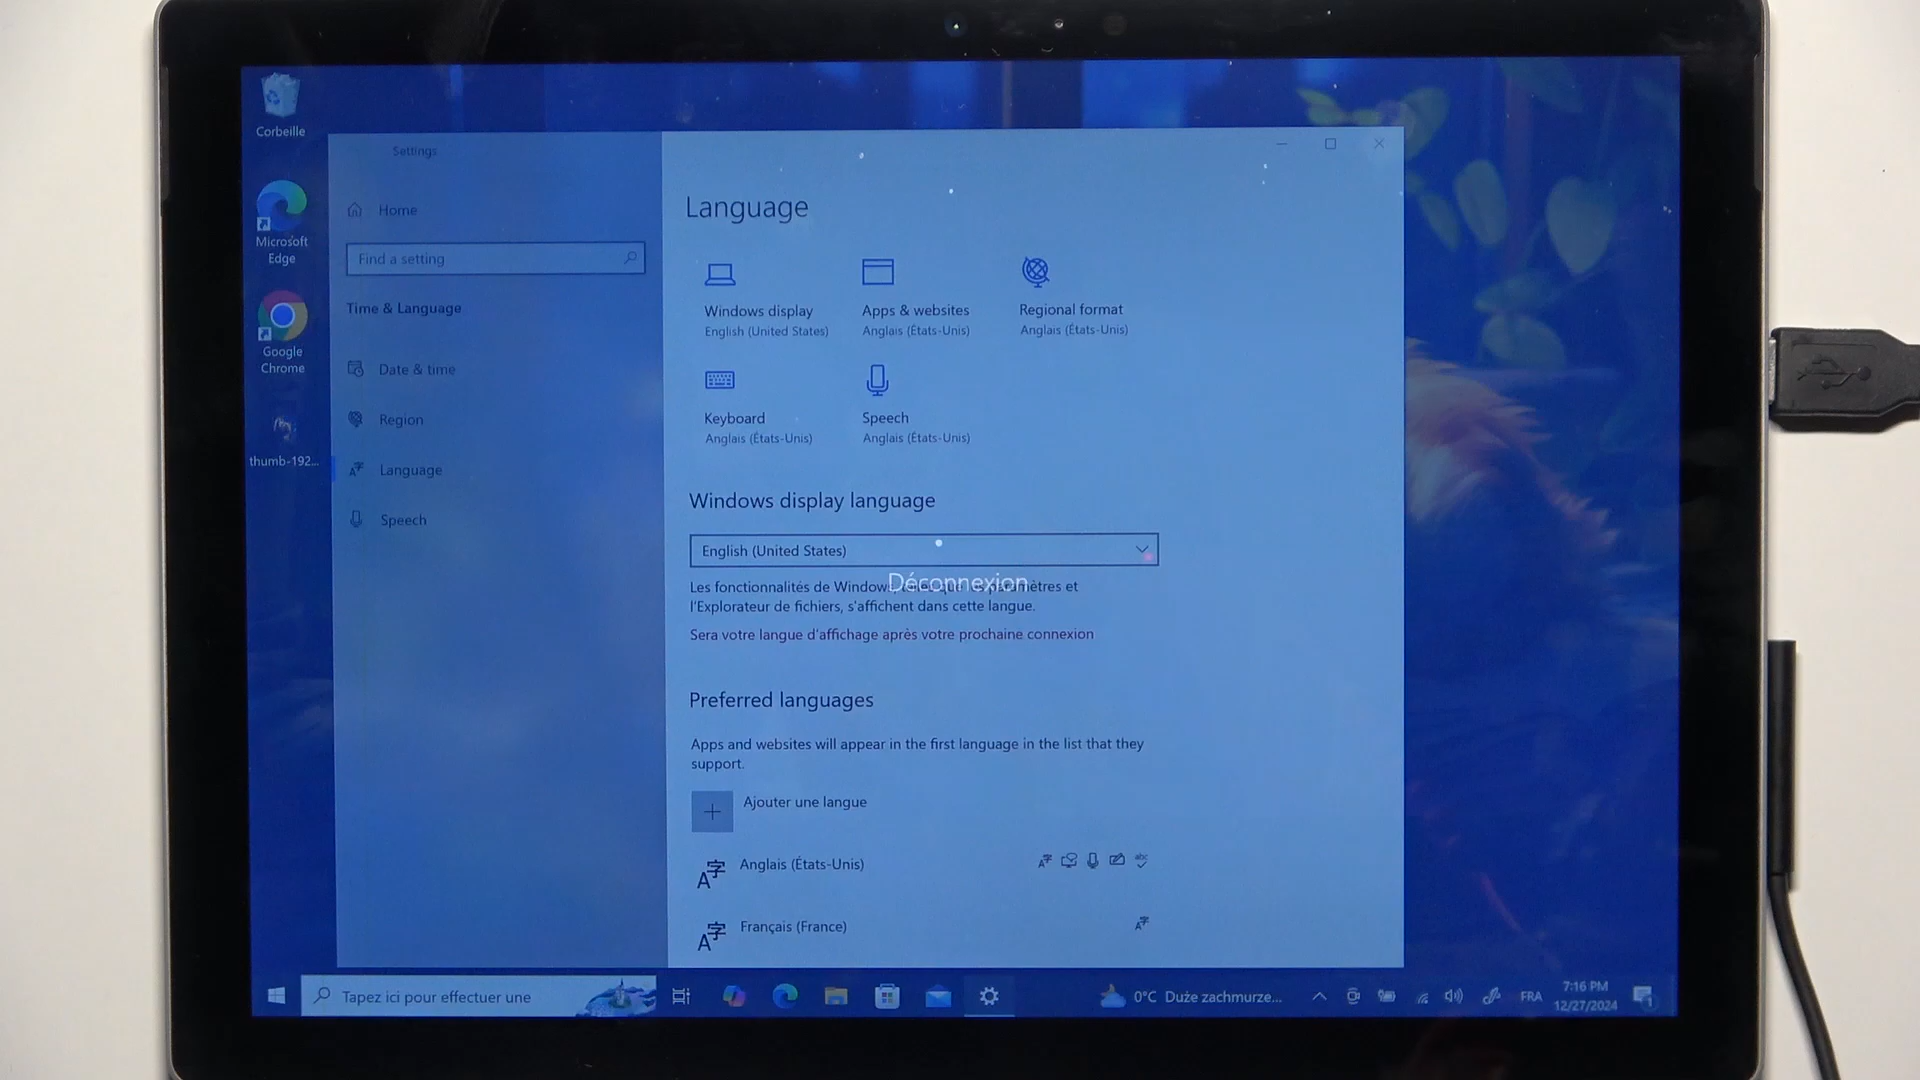 Corbeille
Microsoft
Edge
Google
Chrome
thumb-192...
Settings
Home
Find a setting
Time & Language
Date & time
Region
Language
Speech
Language
Windows display
English (United States)
Apps & websites
Anglais (États-Unis)
Regional format
Anglais (États-Unis)
Keyboard
Anglais (États-Unis)
Speech
Anglais (États-Unis)
Windows display language
English (United States)
Déconnexion
Les fonctionnalités de Windows, paramètres et
l'Explorateur de fichiers, s'affichent dans cette langue.
Sera votre langue d'affichage après votre prochaine connexion
Preferred languages
Apps and websites will appear in the first language in the list that they
support.
Ajouter une langue
Anglais (États-Unis)
Français (France)
Tapez ici pour effectuer une
0°C Duże zachmurze...
FRA
7:16 PM
12/27/2024
1